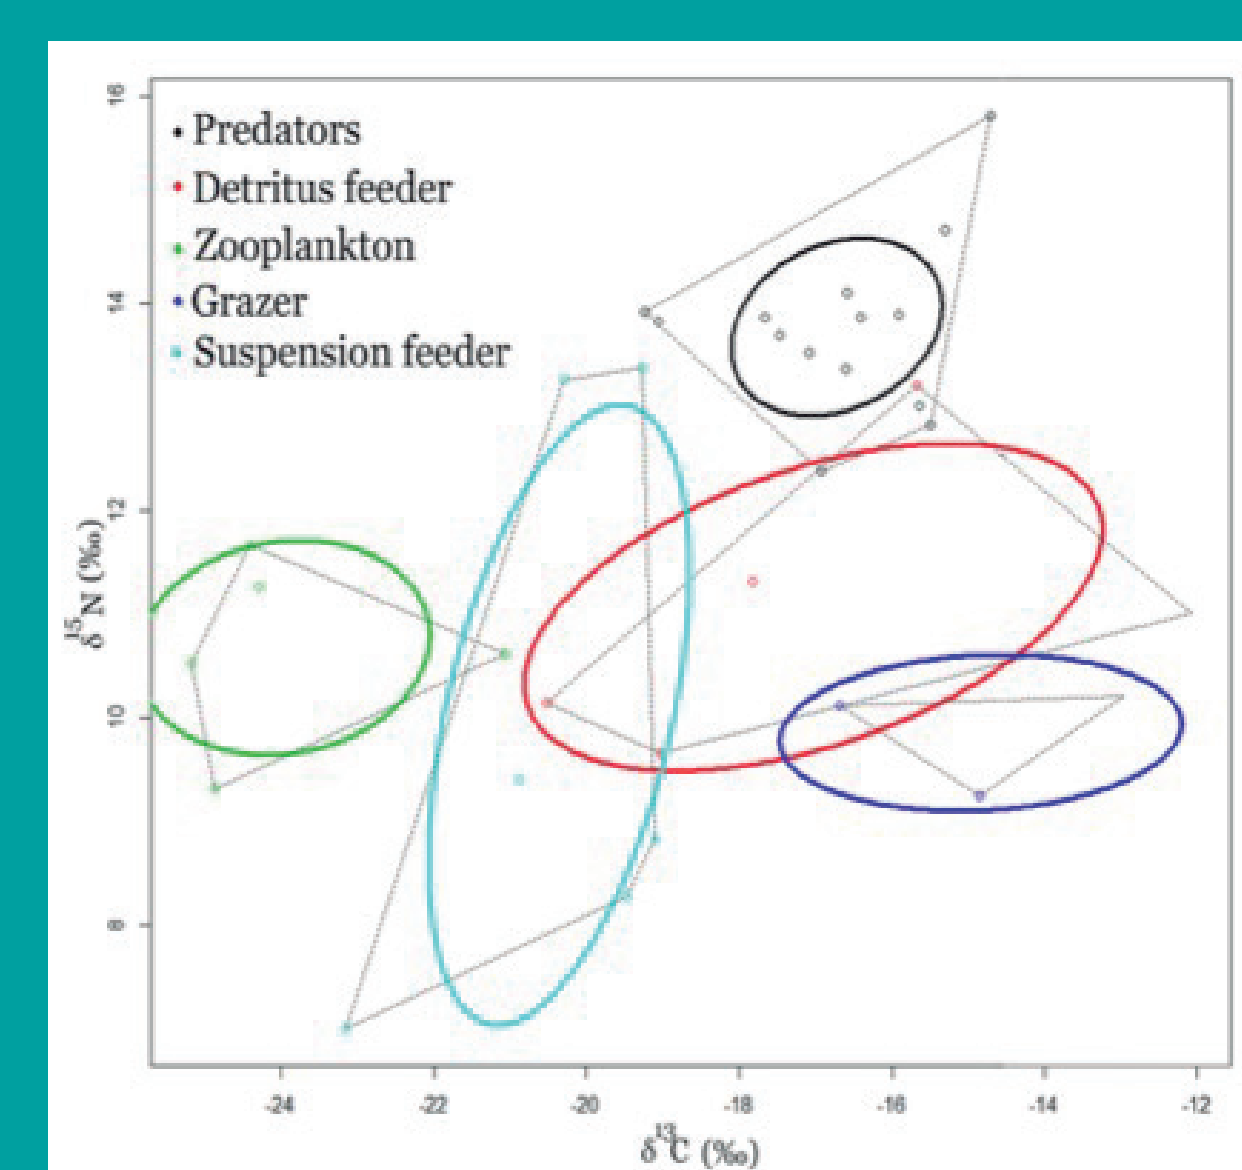 Predators
Detritus feeder
Zooplankton
Grazer
Suspension feeder
16
14
12
10
8
δ15N (‰)
-24 -22 -20 -18 -16 -14 -12
δ13C (‰)